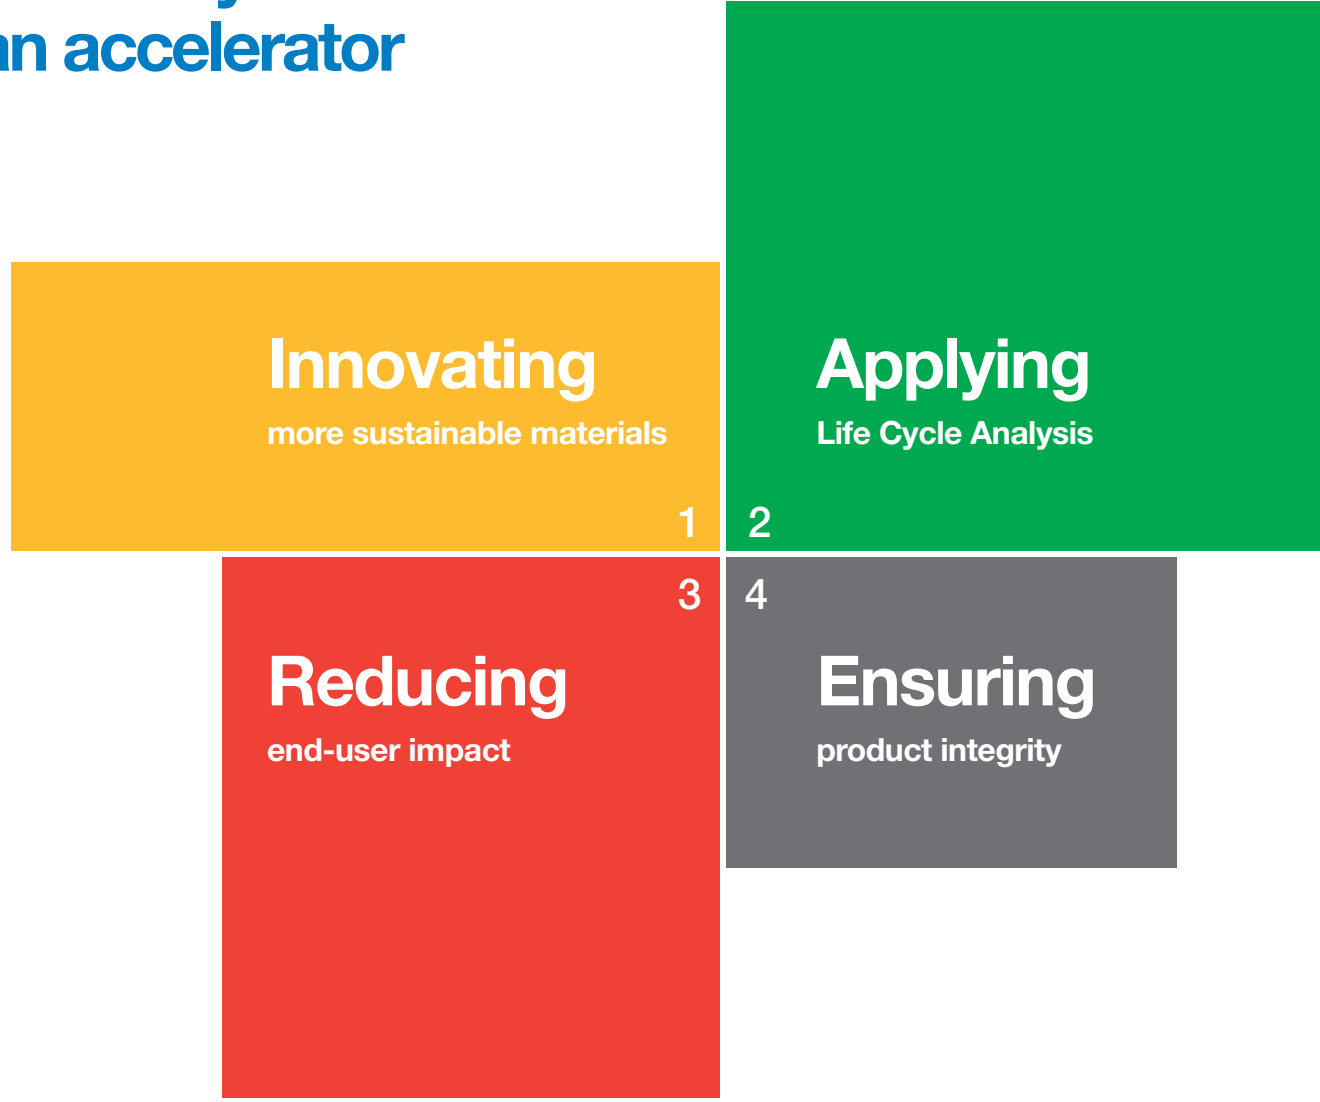 an accelerator
Innovating
more sustainable materials
1
Applying
Life Cycle Analysis
2
3
Reducing
end-user impact
4
Ensuring
product integrity